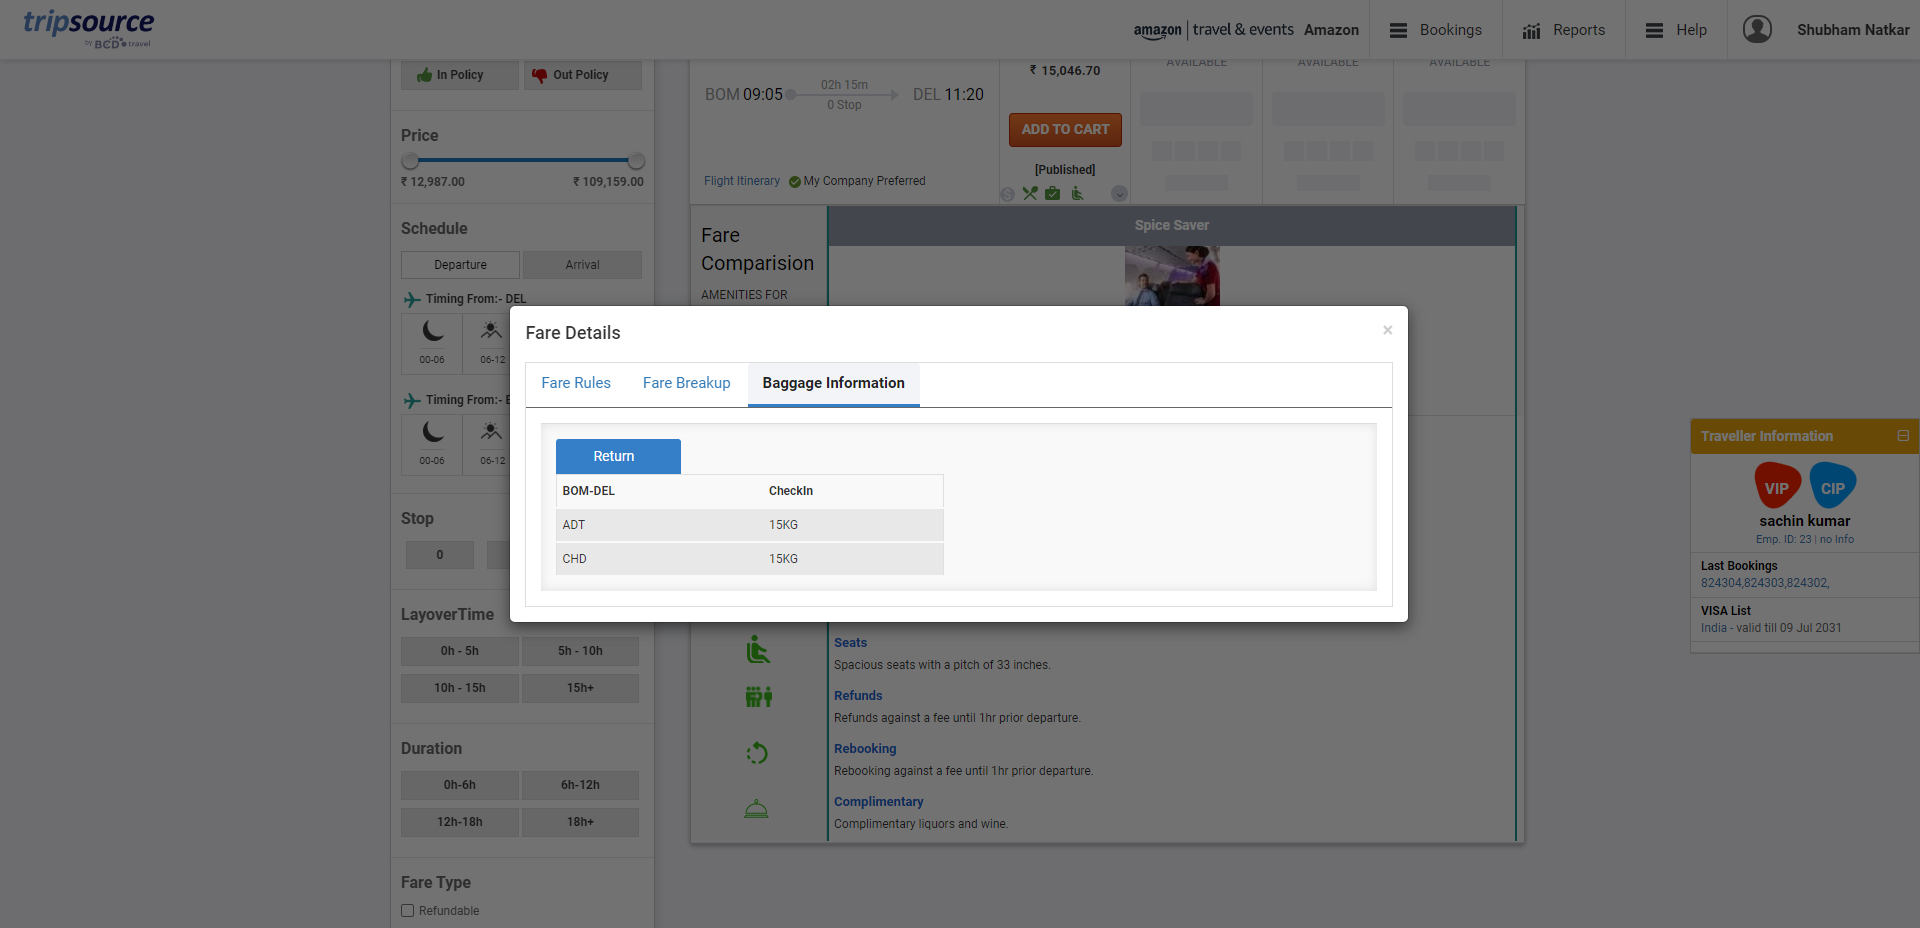 tripsource
by BCD travel
amazon | travel & events Amazon
Bookings
Reports
Help
Shubham Natkar
In Policy
Out Policy
Price
₹ 12,987.00
₹ 109,159.00
Schedule
Departure
Arrival
Timing From:- DEL
00-06
06-12
Timing From:-
00-06
06-12
Stop
0
LayoverTime
0h - 5h
5h - 10h
10h - 15h
15h+
Duration
0h-6h
6h-12h
12h-18h
18h+
Fare Type
Refundable
BOM 09:05
02h 15m
0 Stop
DEL 11:20
Flight Itinerary
My Company Preferred
₹ 15,046.70
ADD TO CART
[Published]
AVAILABLE
AVAILABLE
AVAILABLE
Fare
Comparision
AMENITIES FOR
Spice Saver
Fare Details
×
Fare Rules
Fare Breakup
Baggage Information
Return
BOM-DEL CheckIn
ADT 15KG
CHD 15KG
Seats
Spacious seats with a pitch of 33 inches.
Refunds
Refunds against a fee until 1hr prior departure.
Rebooking
Rebooking against a fee until 1hr prior departure.
Complimentary
Complimentary liquors and wine.
Traveller Information
VIP
CIP
sachin kumar
Emp. ID: 23 | no Info
Last Bookings
824304,824303,824302,
VISA List
India - valid till 09 Jul 2031